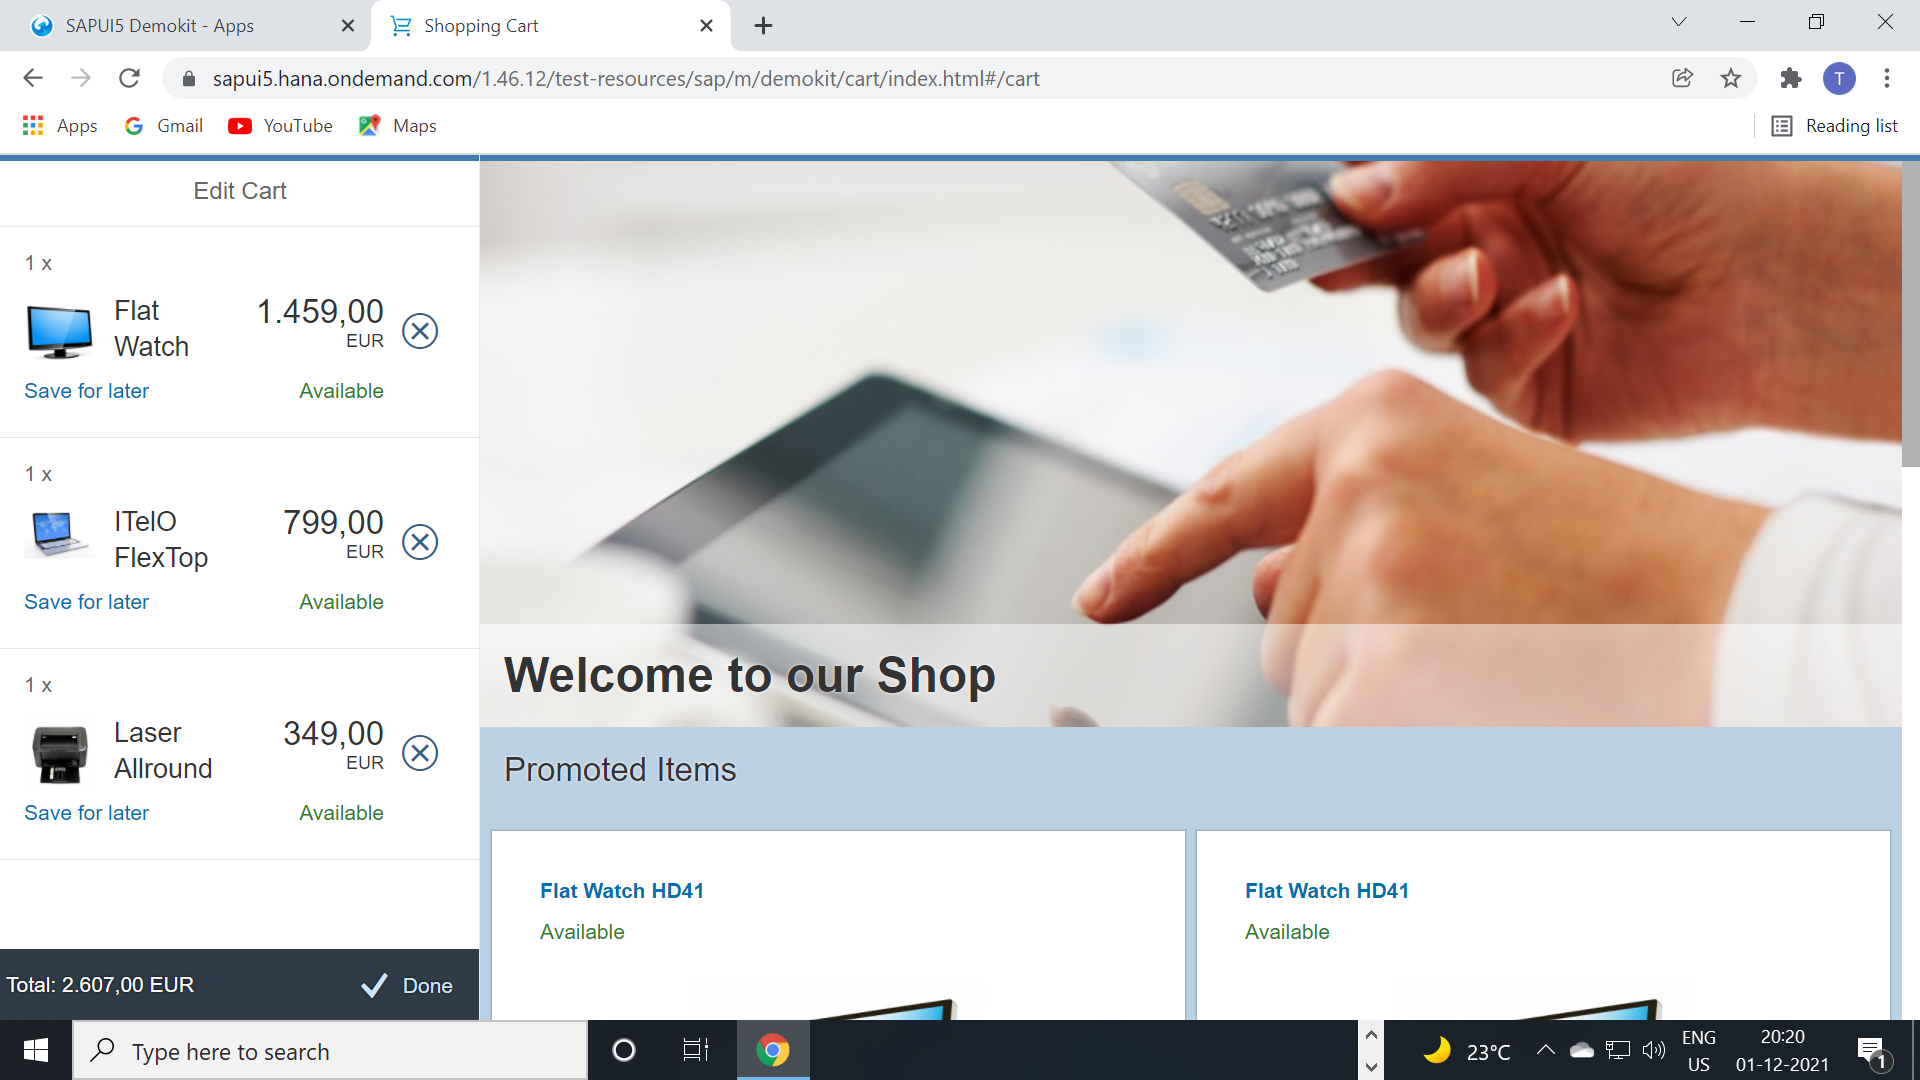 SAPUI5 Demokit - Apps
Shopping Cart
sapui5.hana.ondemand.com/1.46.12/test-resources/sap/m/demokit/cart/index.html#/cart
T
Apps
Gmail
YouTube
Maps
Reading list
Edit Cart
1 x
Flat
Watch
1.459,00
EUR
Save for later
Available
1 x
ITelO
FlexTop
799,00
EUR
Save for later
Available
1 x
Laser
Allround
349,00
EUR
Save for later
Available
Total: 2.607,00 EUR
Done
Welcome to our Shop
Promoted Items
Flat Watch HD41
Available
Flat Watch HD41
Available
Type here to search
23°C
ENG
US
20:20
01-12-2021
1